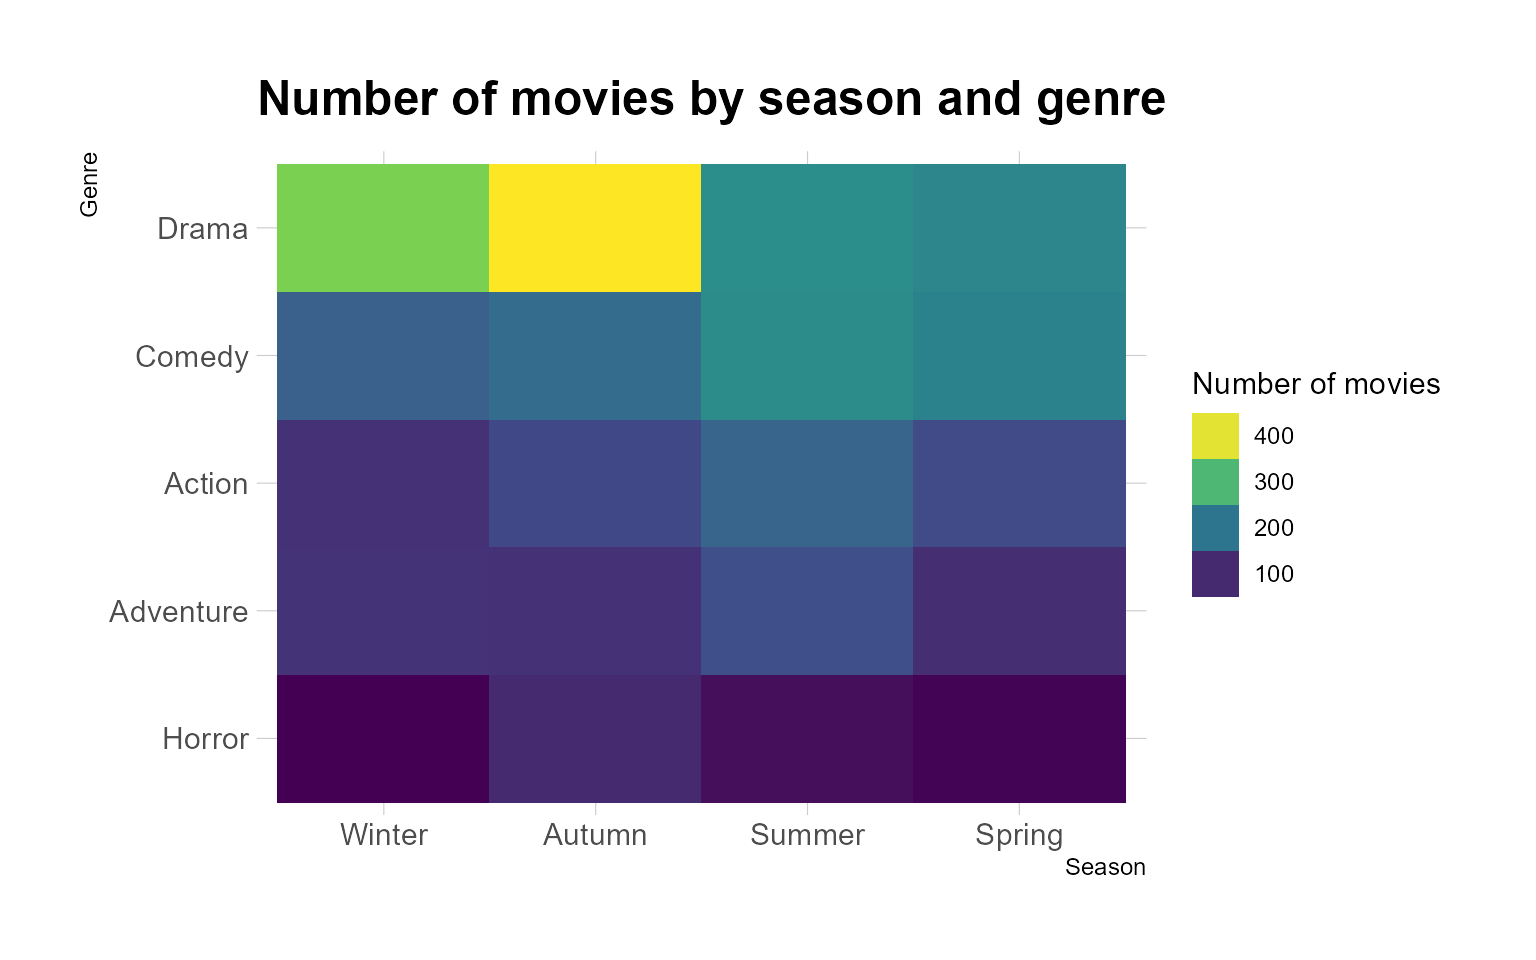 Number of movies by season and genre
Genre
Drama
Comedy
Action
Adventure
Horror
Winter
Autumn
Summer
Spring
Season
Number of movies
400
300
200
100